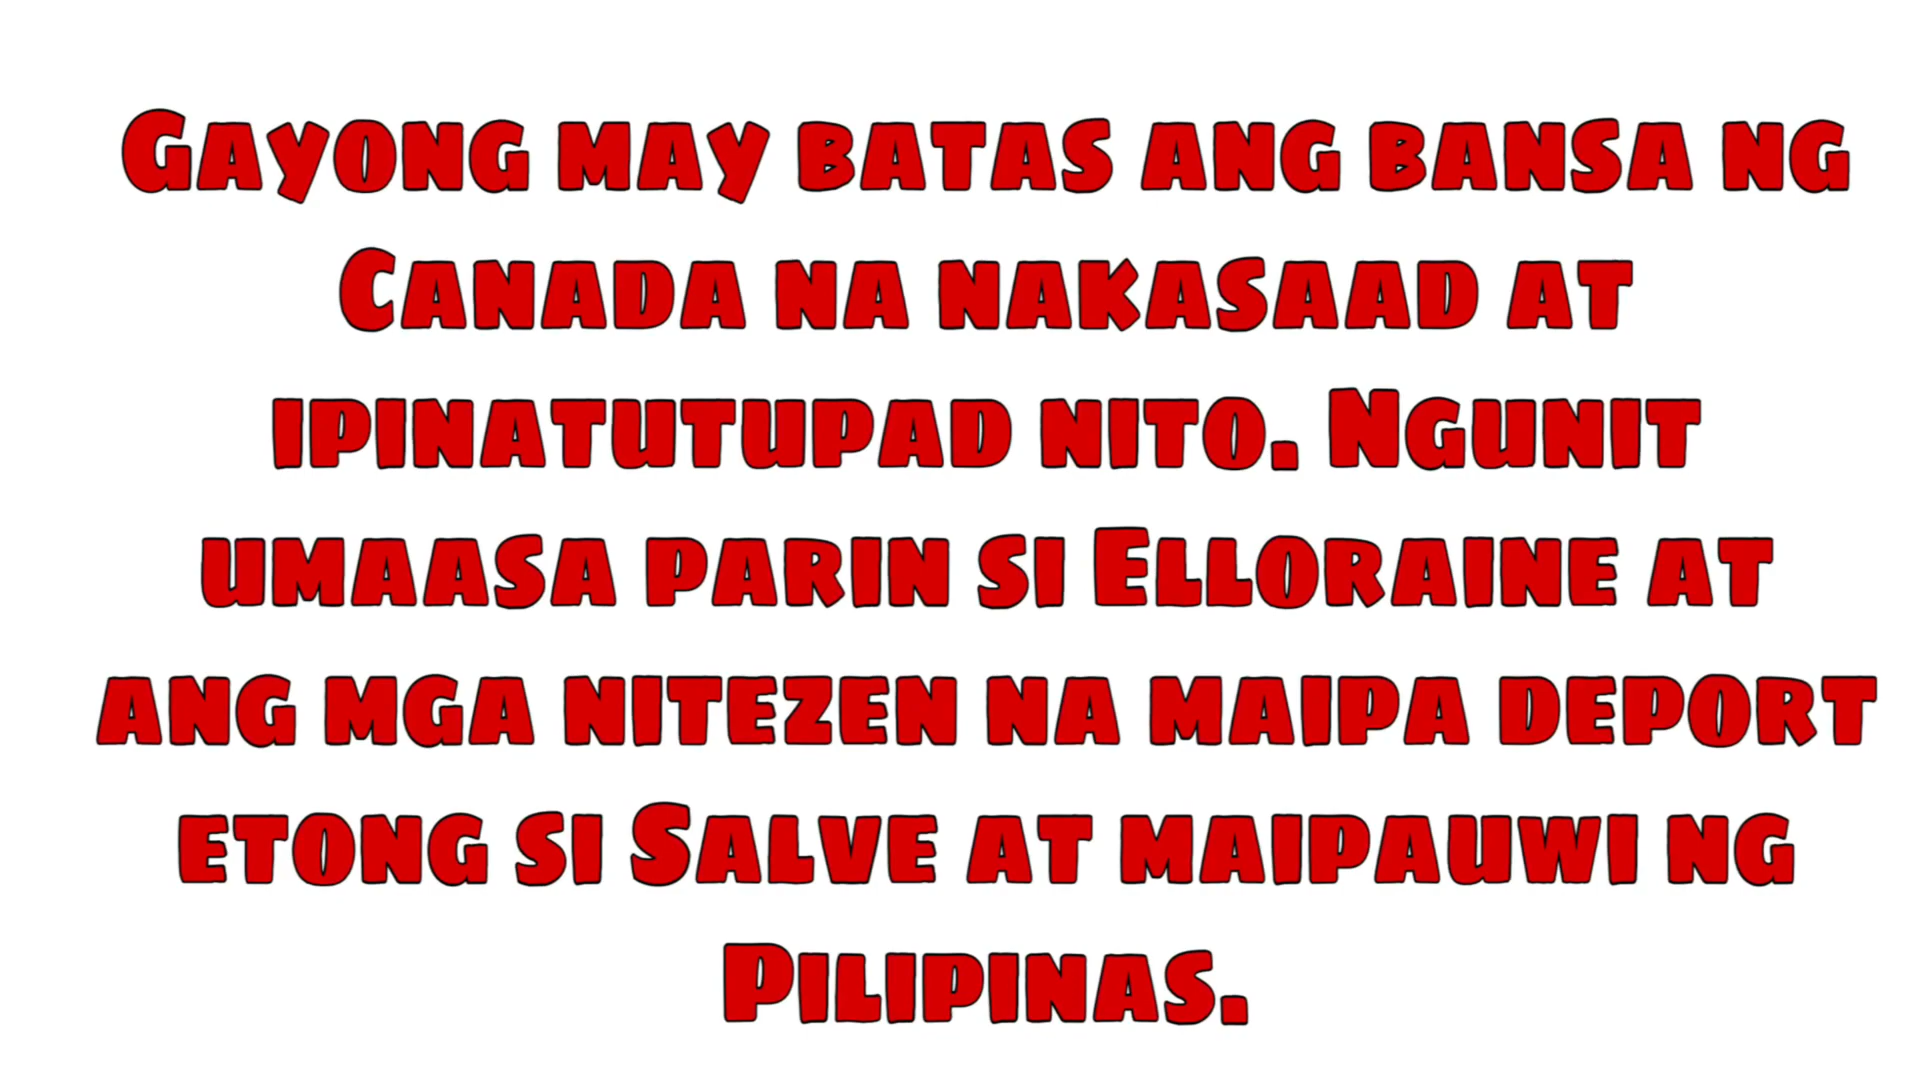 Gayong may batas ang bansa ng
Canada na nakasaad at
ipinatutupad nito. Ngunit
umaasa parin si Elloraine at
ang mga nitezen na maipa deport
etong si Salve at maipauwi ng
Pilipinas.